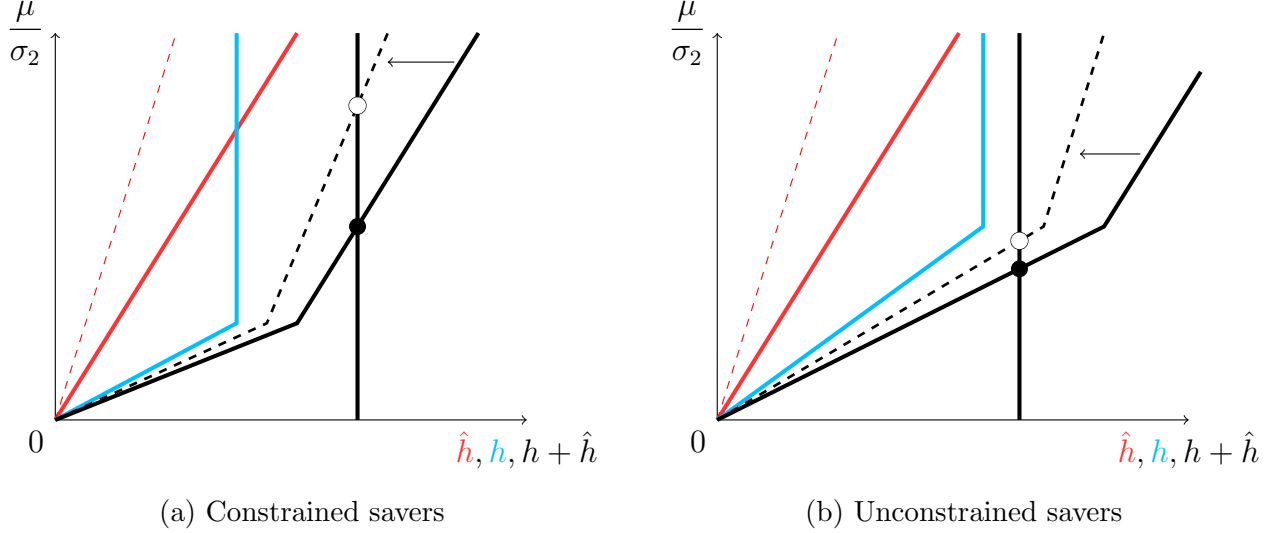 μ/σ₂
0
ĥ, h, h + ĥ
(a) Constrained savers
μ/σ₂
0
ĥ, h, h + ĥ
(b) Unconstrained savers